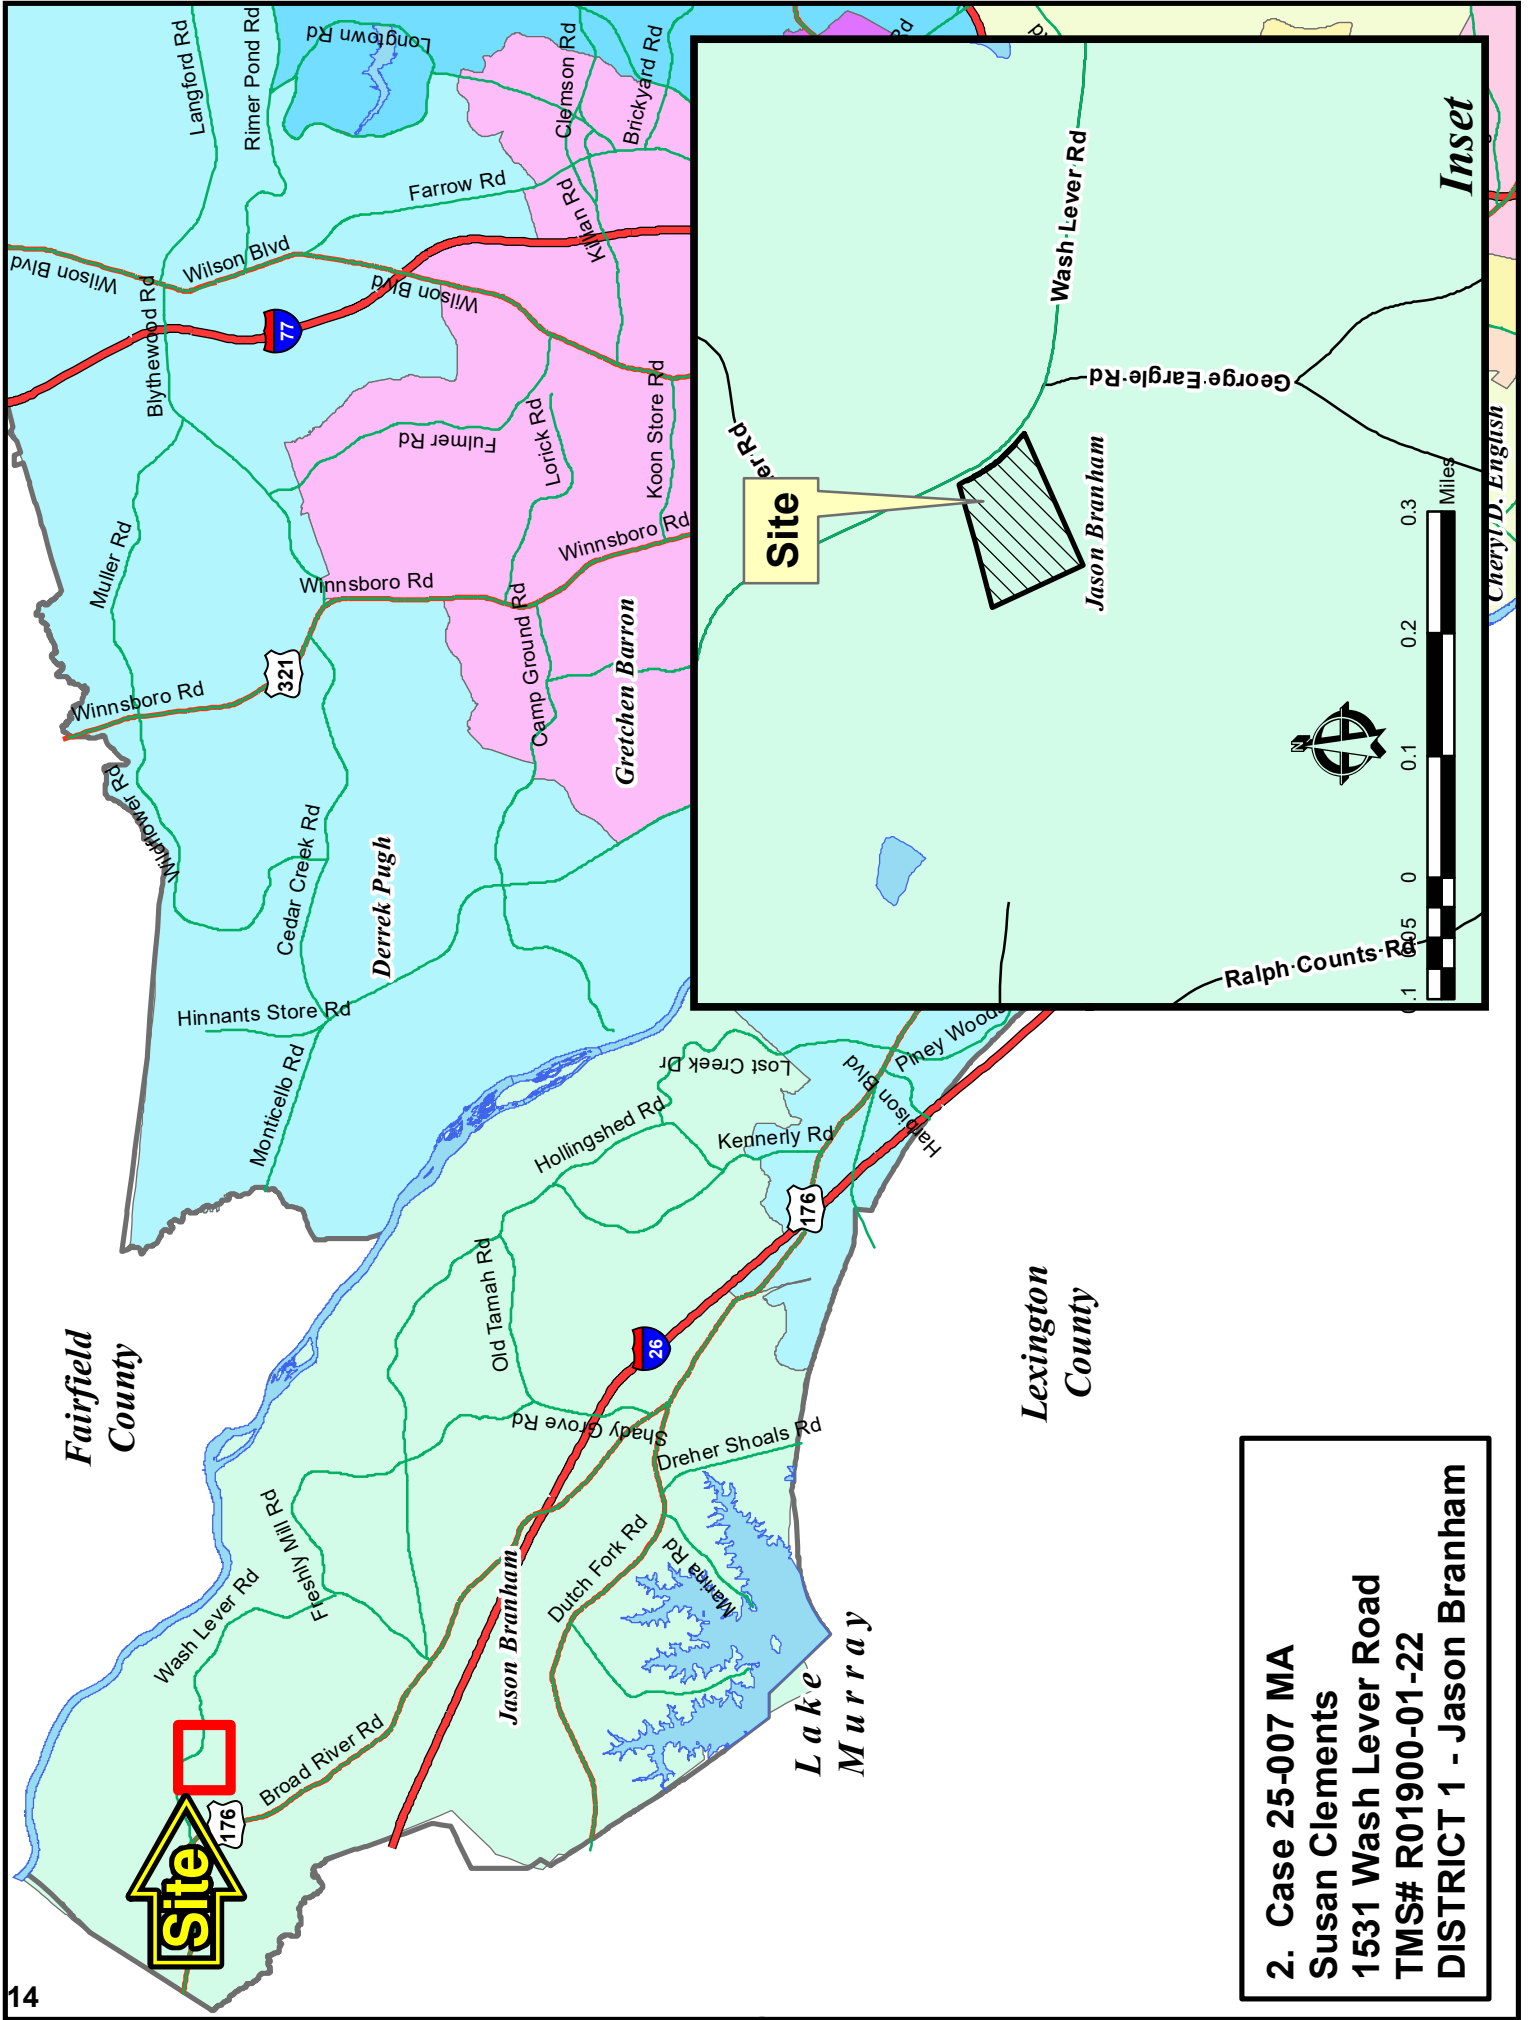 14
Fairfield
County
Lexington
County
Lake
Murray
Site
176
Wash Lever Rd
Broad River Rd
Freshly Mill Rd
Jason Branham
Dutch Fork Rd
Marina Rd
Dreher Shoals Rd
Shady Grove Rd
Old Tamah Rd
26
176
Hollingshed Rd
Kennerly Rd
Lost Creek Dr
Harbison Blvd
Piney Woods
Monticello Rd
Hinnants Store Rd
Derrek Pugh
Cedar Creek Rd
Wildflower Rd
Winnsboro Rd
321
Muller Rd
Winnsboro Rd
Camp Ground Rd
Gretchen Barron
Winnsboro Rd
Koon Store Rd
Lorick Rd
Fulmer Rd
Blythewood Rd
77
Wilson Blvd
Wilson Blvd
Wilson Blvd
Killian Rd
Farrow Rd
Langford Rd
Rimer Pond Rd
Longtown Rd
Clemson Rd
Brickyard Rd
Rd
Cheryl D. English
Inset
Site
er Rd
Wash Lever Rd
George Eargle Rd
Jason Branham
Ralph Counts Rd
N
0
0.1
0.2
0.3
Miles
2. Case 25-007 MA
Susan Clements
1531 Wash Lever Road
TMS# R01900-01-22
DISTRICT 1 - Jason Branham